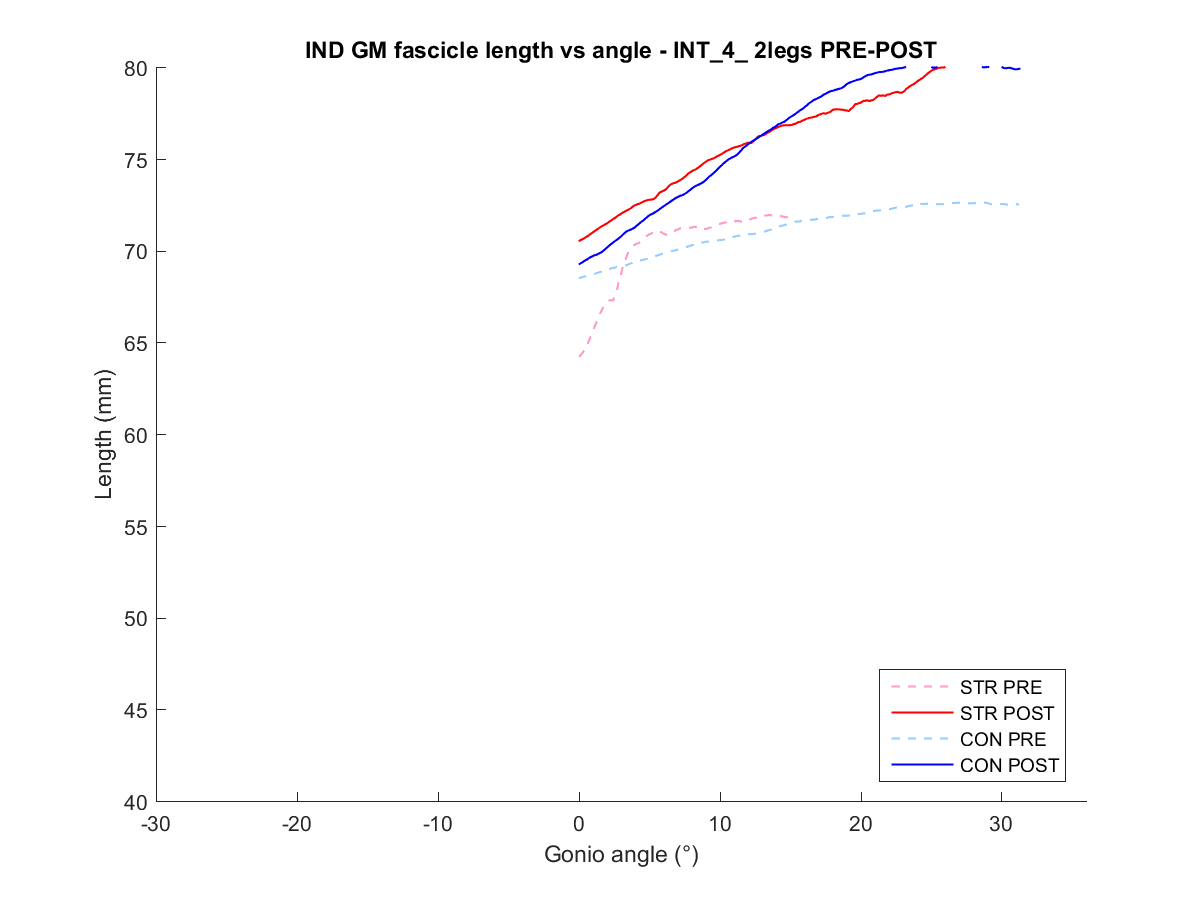 IND GM fascicle length vs angle - INT_4_ 2legs PRE-POST
80
75
70
65
60
55
50
45
40
Length (mm)
-30 -20 -10 0 10 20 30
Gonio angle (°)
STR PRE
STR POST
CON PRE
CON POST